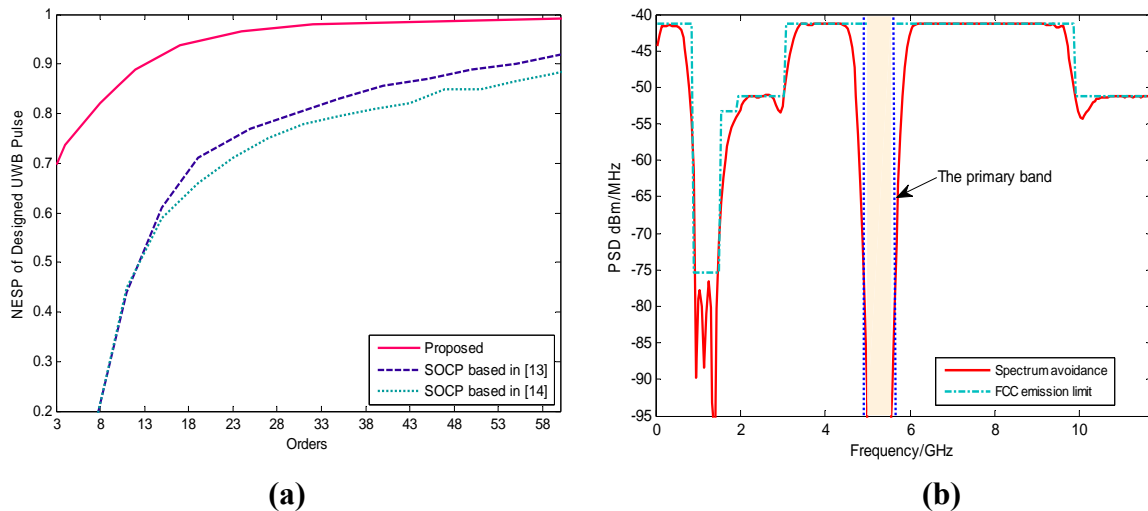 NESP of Designed UWB Pulse
1
0.9
0.8
0.7
0.6
0.5
0.4
0.3
0.2
3 8 13 18 23 28 33 38 43 48 53 58
Orders
Proposed
SOCP based in [13]
SOCP based in [14]
(a)
PSD dBm/MHz
-40
-45
-50
-55
-60
-65
-70
-75
-80
-85
-90
-95
0 2 4 6 8 10
Frequency/GHz
The primary band
Spectrum avoidance
FCC emission limit
(b)